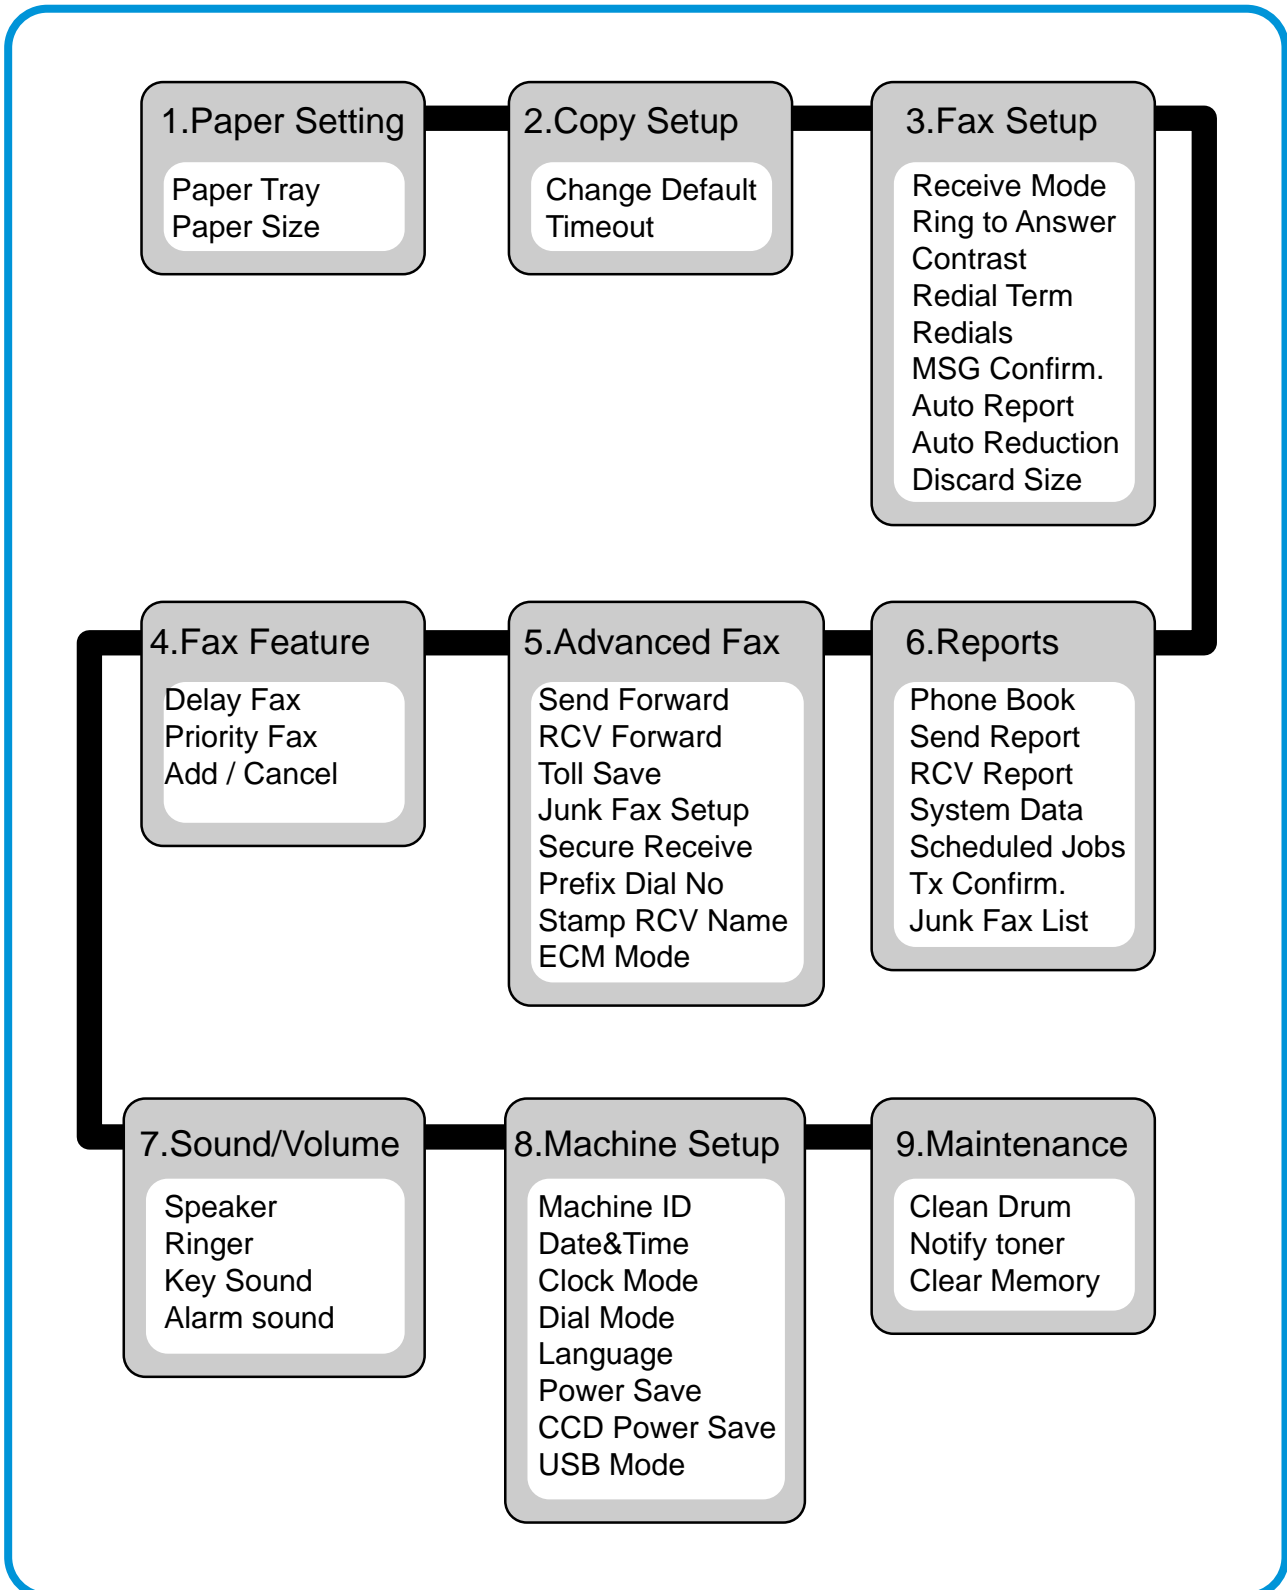 1.Paper Setting
Paper Tray
Paper Size
2.Copy Setup
Change Default
Timeout
3.Fax Setup
Receive Mode
Ring to Answer
Contrast
Redial Term
Redials
MSG Confirm.
Auto Report
Auto Reduction
Discard Size
4.Fax Feature
Delay Fax
Priority Fax
Add / Cancel
5.Advanced Fax
Send Forward
RCV Forward
Toll Save
Junk Fax Setup
Secure Receive
Prefix Dial No
Stamp RCV Name
ECM Mode
6.Reports
Phone Book
Send Report
RCV Report
System Data
Scheduled Jobs
Tx Confirm.
Junk Fax List
7.Sound/Volume
Speaker
Ringer
Key Sound
Alarm sound
8.Machine Setup
Machine ID
Date&Time
Clock Mode
Dial Mode
Language
Power Save
CCD Power Save
USB Mode
9.Maintenance
Clean Drum
Notify toner
Clear Memory